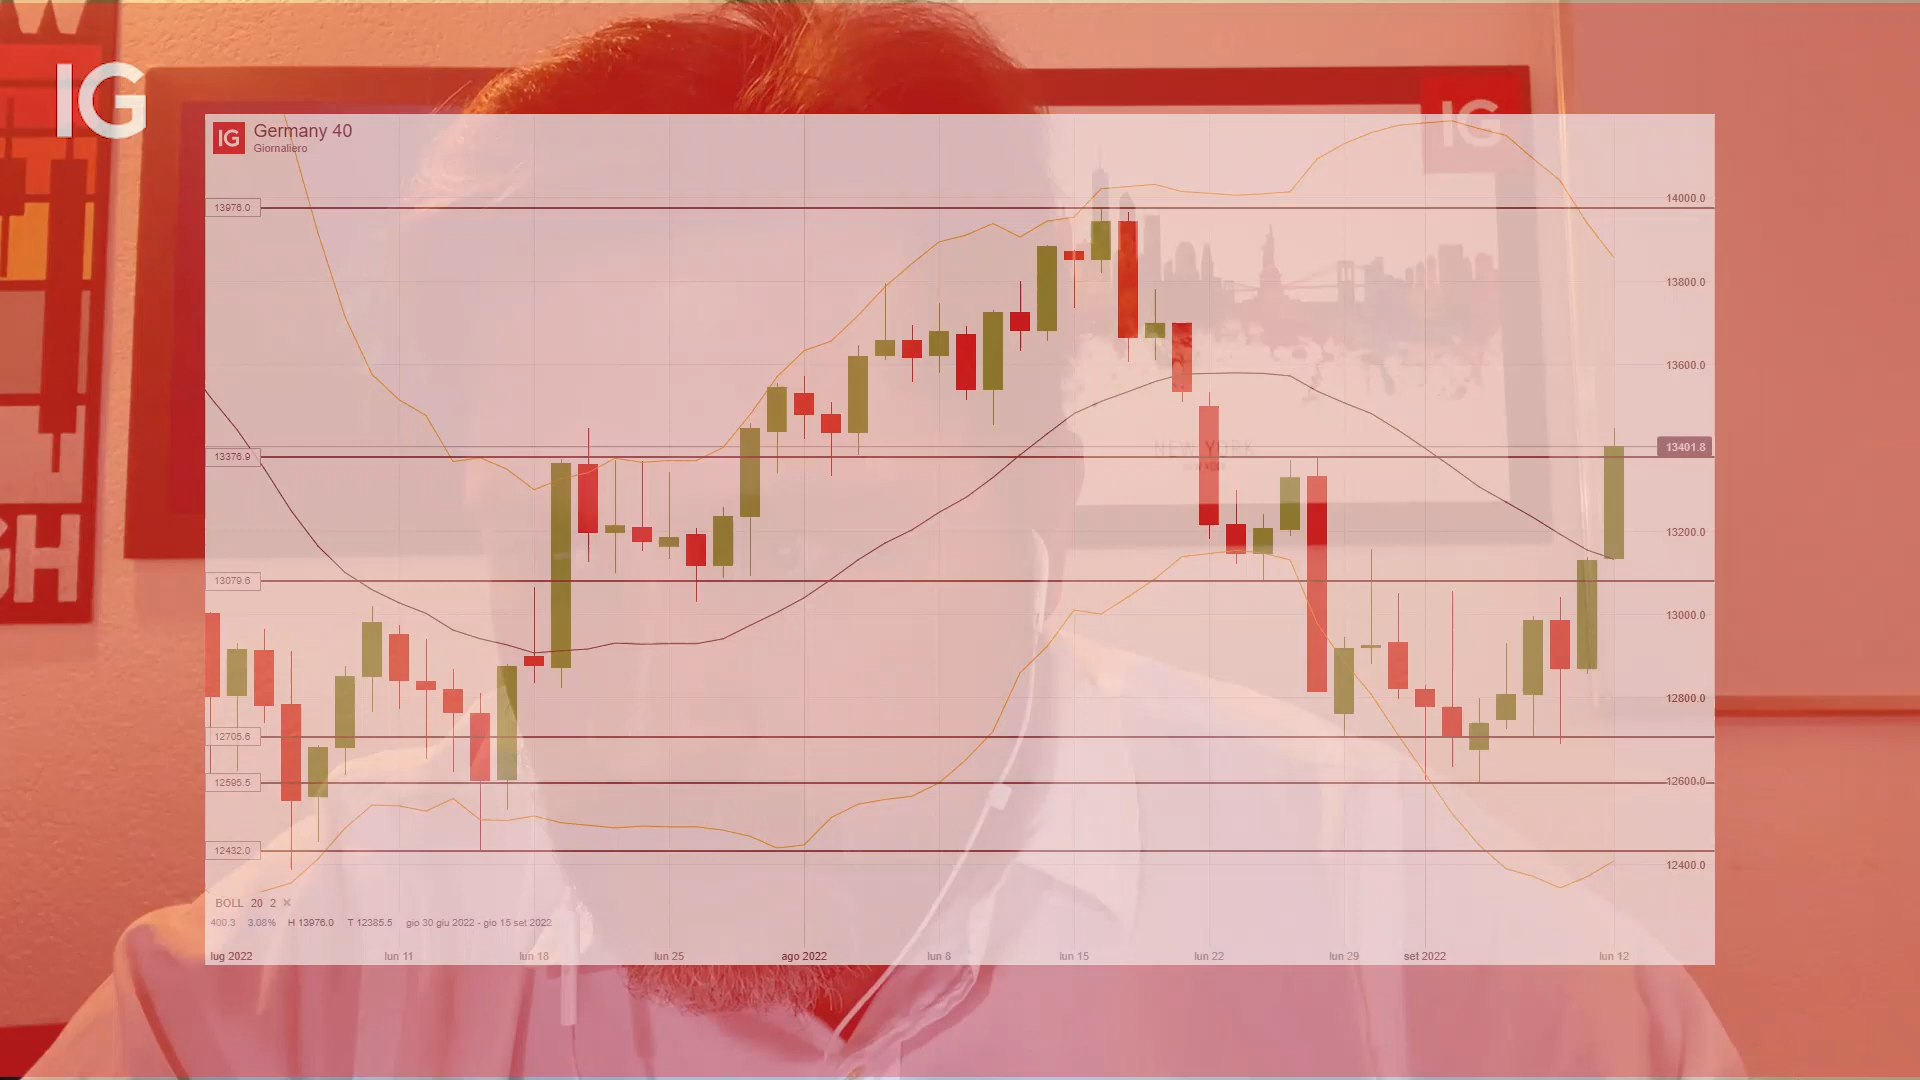 IG
IG
IG Germany 40
Giornaliero
13976.0
14000.0
13800.0
13600.0
NEW YORK
13401.8
13376.9
13200.0
13079.6
13000.0
GH
12800.0
12705.6
12595.5
12600.0
12432.0
12400.0
BOLL 20 2 ×
400.3 3.08% H 13976.0 T 12385.5 gio 30 giu 2022 - gio 15 set 2022
lug 2022 lun 11 lun 18 lun 25 ago 2022 lun 8 lun 15 lun 22 lun 29 set 2022 lun 12